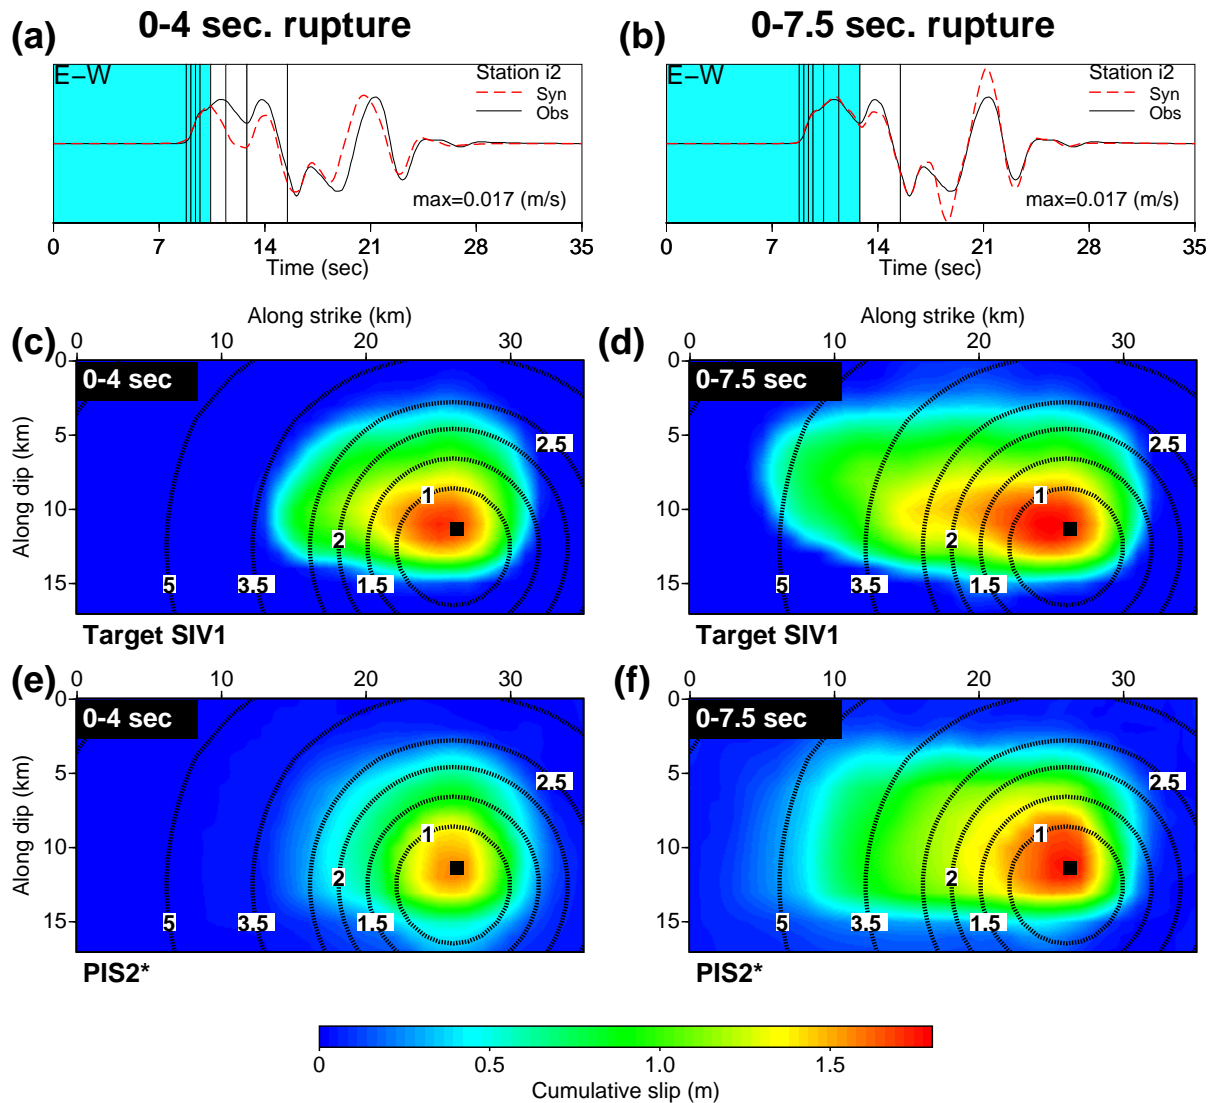 (a) 0-4 sec. rupture (b) 0-7.5 sec. rupture
E-W Station i2 E-W Station i2
Syn Syn
Obs Obs
max=0.017 (m/s) max=0.017 (m/s)
0 7 14 21 28 35 0 7 14 21 28 35
Time (sec) Time (sec)
Along strike (km) Along strike (km)
(c) 0 10 20 30 (d) 0 10 20 30
0 0-4 sec 0 0-7.5 sec
Along dip (km) 5 10 15
5 10 15
2.5 1 2 5 3.5 1.5
2.5 1 2 5 3.5 1.5
Target SIV1 Target SIV1
(e) 0 10 20 30 (f) 0 10 20 30
0 0-4 sec 0 0-7.5 sec
Along dip (km) 5 10 15
5 10 15
2.5 1 2 5 3.5 1.5
2.5 1 2 5 3.5 1.5
PIS2* PIS2*
0 0.5 1.0 1.5
Cumulative slip (m)